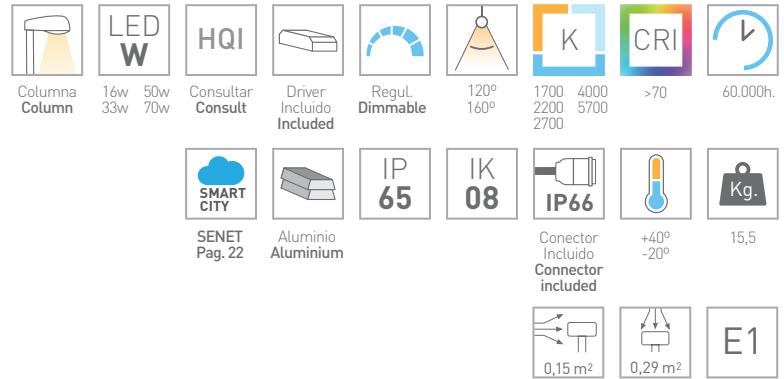 LED
W
HQI
K
CRI
Columna
Column
16w 50w
33w 70w
Consultar
Consult
Driver
Incluido
Included
Regul.
Dimmable
120º
160º
1700 4000
2200 5700
2700
>70
60.000h.
SMART
CITY
IP
65
IK
08
IP66
Kg.
SENET
Pag. 22
Aluminio
Aluminium
Conector
Incluido
Connector
included
+40º
-20º
15,5
0,15 m²
0,29 m²
E1